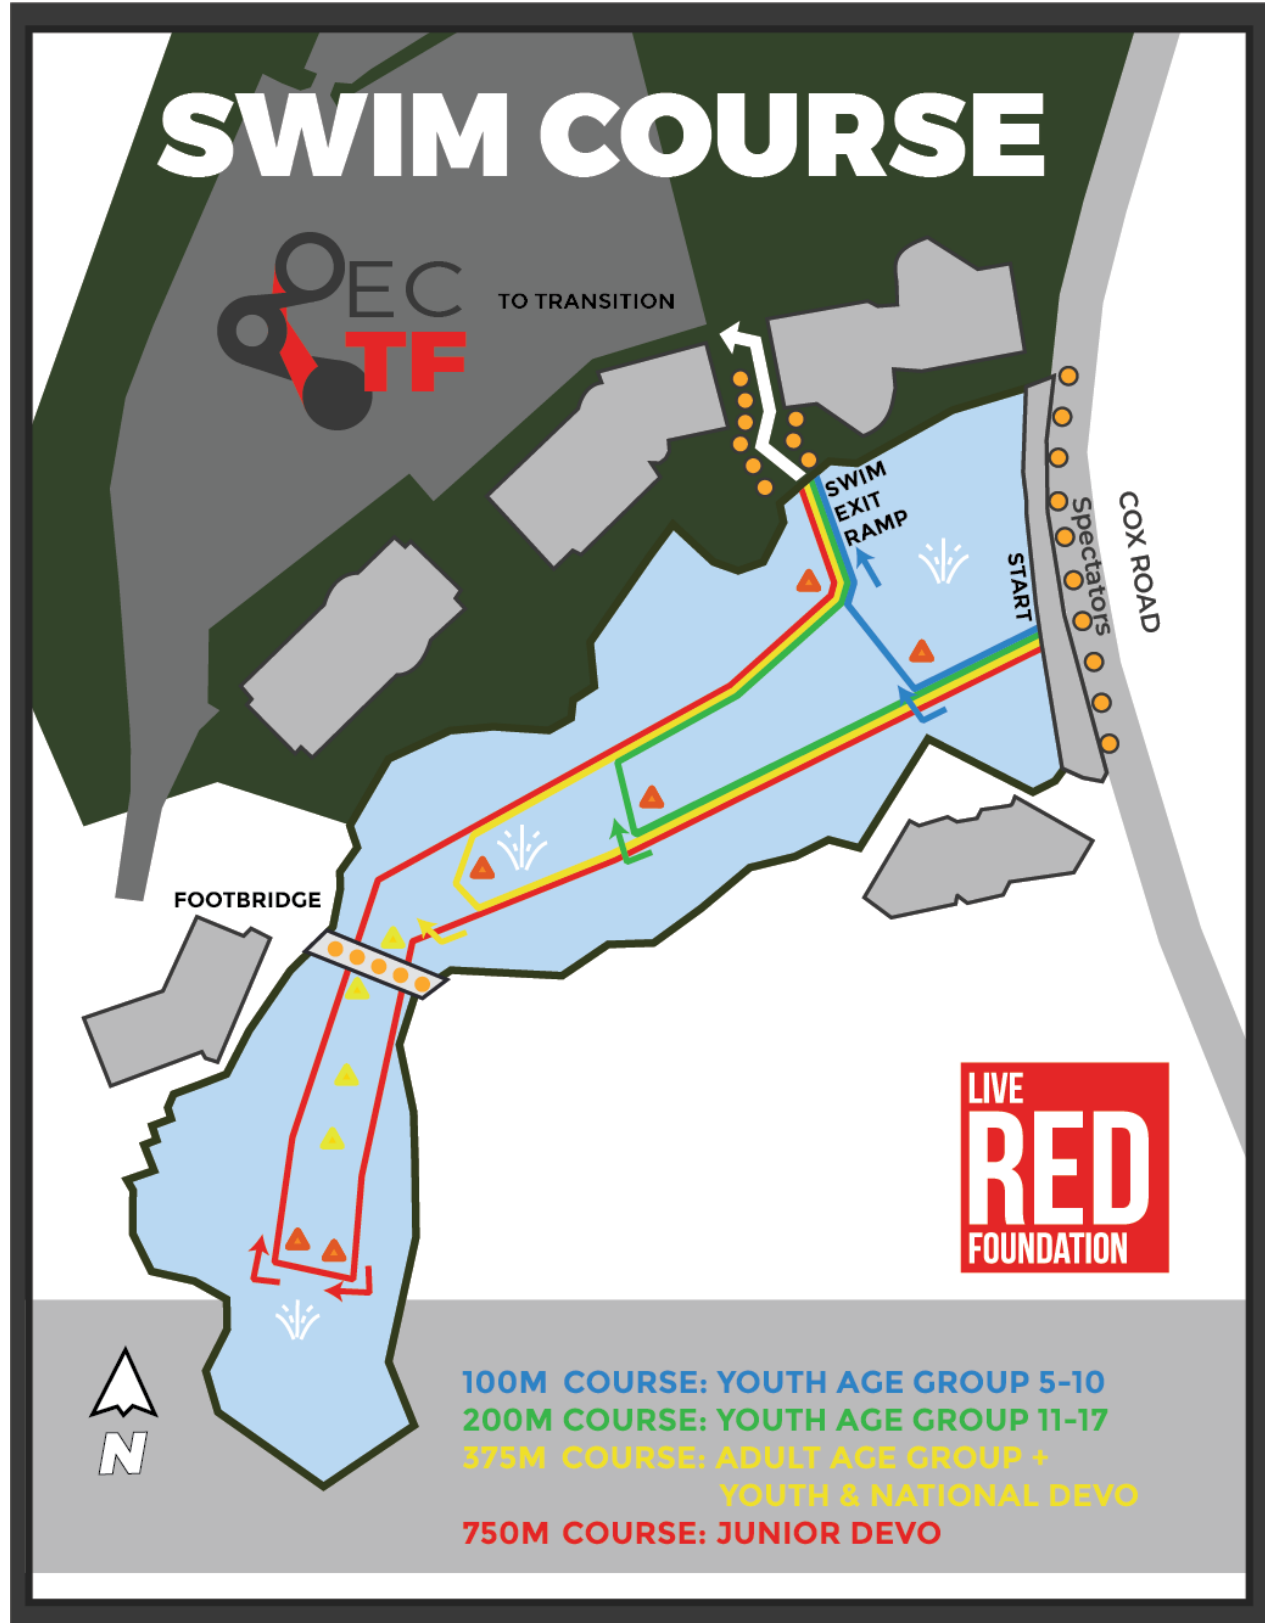 SWIM COURSE
EC
TF
TO TRANSITION
SWIM
EXIT
RAMP
START
Spectators
COX ROAD
FOOTBRIDGE
LIVE
RED
FOUNDATION
N
100M COURSE: YOUTH AGE GROUP 5-10
200M COURSE: YOUTH AGE GROUP 11-17
375M COURSE: ADULT AGE GROUP +
YOUTH & NATIONAL DEVO
750M COURSE: JUNIOR DEVO